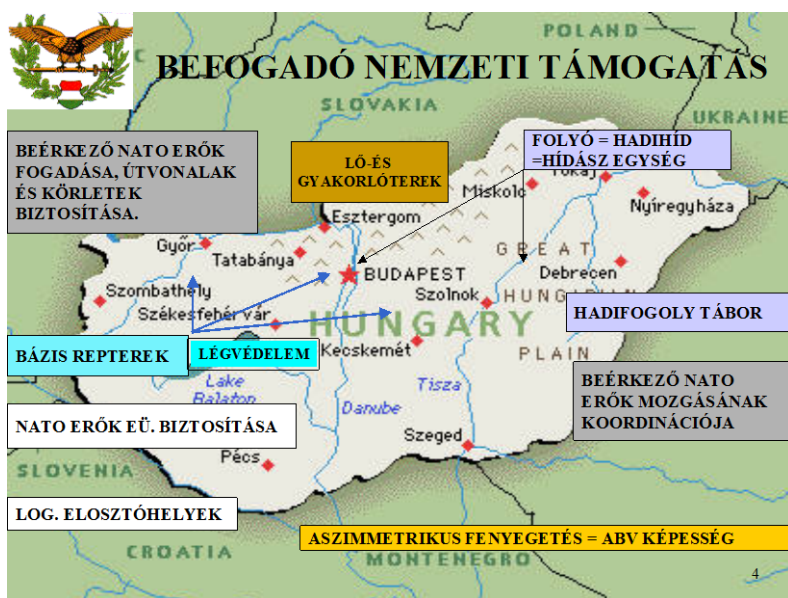 BEFOGADÓ NEMZETI TÁMOGATÁS
POLAND
SLOVAKIA
UKRAINE
BEÉRKEZŐ NATO ERŐK
FOGADÁSA, ÚTVONALAK
ÉS KÖRLETEK
BIZTOSÍTÁSA.
LŐ-ÉS
GYAKORLÓTEREK
FOLYÓ = HADIHÍD
=HÍDÁSZ EGYSÉG
Tokaj
Miskolc
Nyíregyháza
Esztergom
Győr
Tatabánya
GREAT
BUDAPEST
Debrecen
Szombathely
Szolnok
HUNGARIAN
Székesfehérvár
HUNGARY
HADIFOGOLY TÁBOR
BÁZIS REPTEREK
LÉGVÉDELEM
Kecskemét
PLAIN
Lake
Balaton
Tisza
BEÉRKEZŐ NATO
ERŐK MOZGÁSÁNAK
KOORDINÁCIÓJA
Danube
NATO ERŐK EÜ. BIZTOSÍTÁSA
Szeged
Pécs
SLOVENIA
LOG. ELOSZTÓHELYEK
ASZIMMETRIKUS FENYEGETÉS = ABV KÉPESSÉG
CROATIA
MONTENEGRO
4